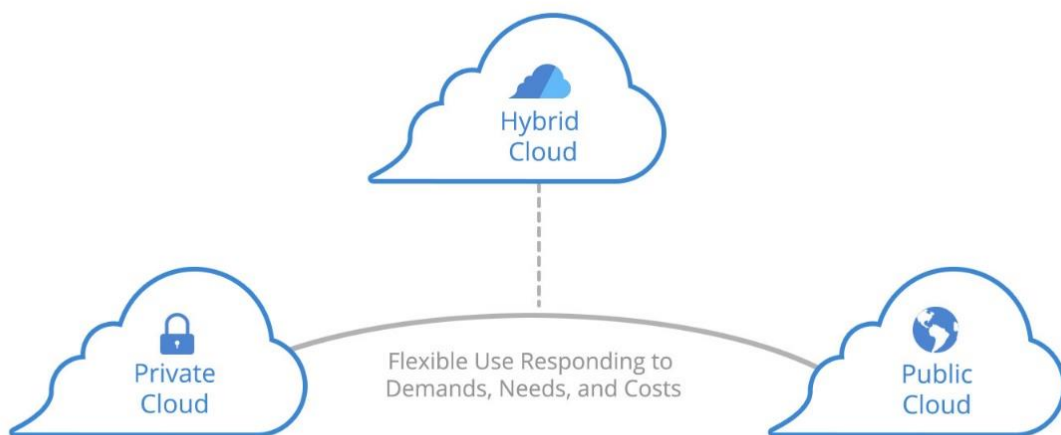 Hybrid
Cloud
Private
Cloud
Flexible Use Responding to
Demands, Needs, and Costs
Public
Cloud